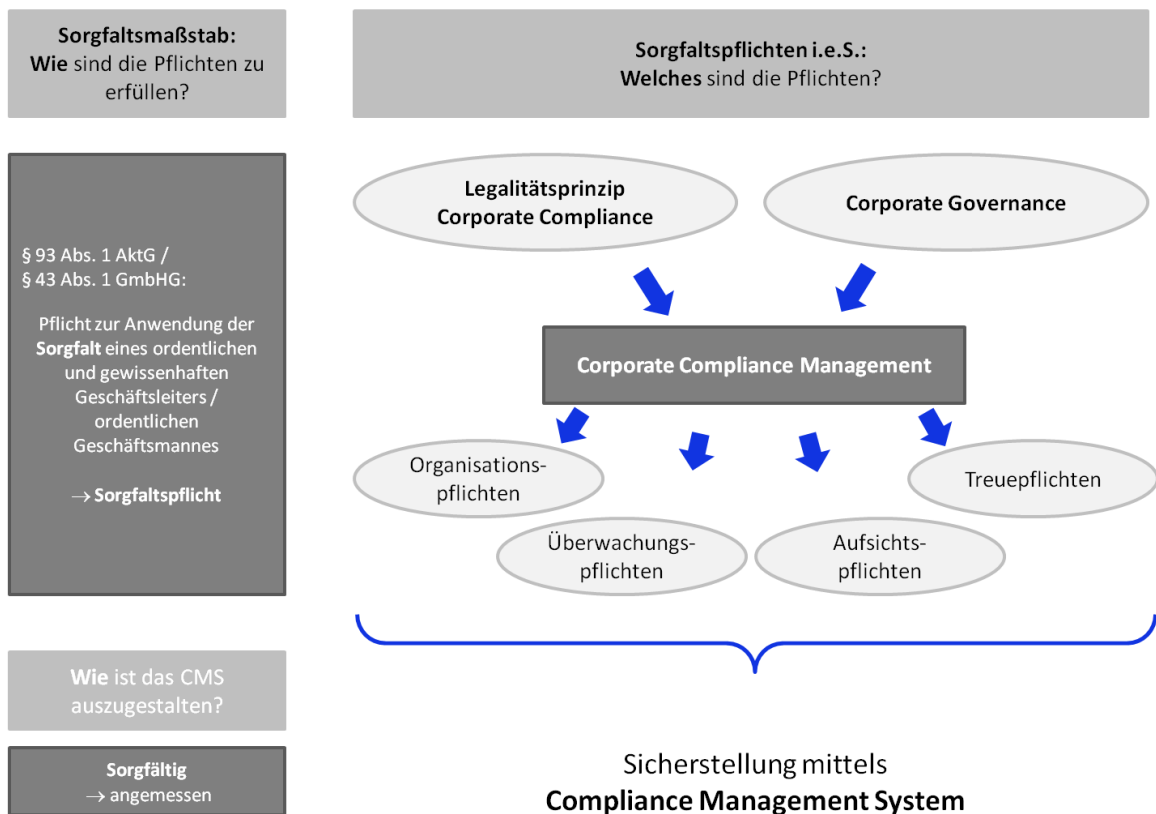 Sorgfaltsmaßstab:
Wie sind die Pflichten zu
erfüllen?
§ 93 Abs. 1 AktG /
§ 43 Abs. 1 GmbHG:
Pflicht zur Anwendung der
Sorgfalt eines ordentlichen
und gewissenhaften
Geschäftsleiters /
ordentlichen
Geschäftsmannes
→ Sorgfaltspflicht
Wie ist das CMS
auszugestalten?
Sorgfältig
→ angemessen
Sorgfaltspflichten i.e.S.:
Welches sind die Pflichten?
Legalitätsprinzip
Corporate Compliance
Corporate Governance
Corporate Compliance Management
Organisations-
pflichten
Überwachungs-
pflichten
Aufsichts-
pflichten
Treuepflichten
Sicherstellung mittels
Compliance Management System